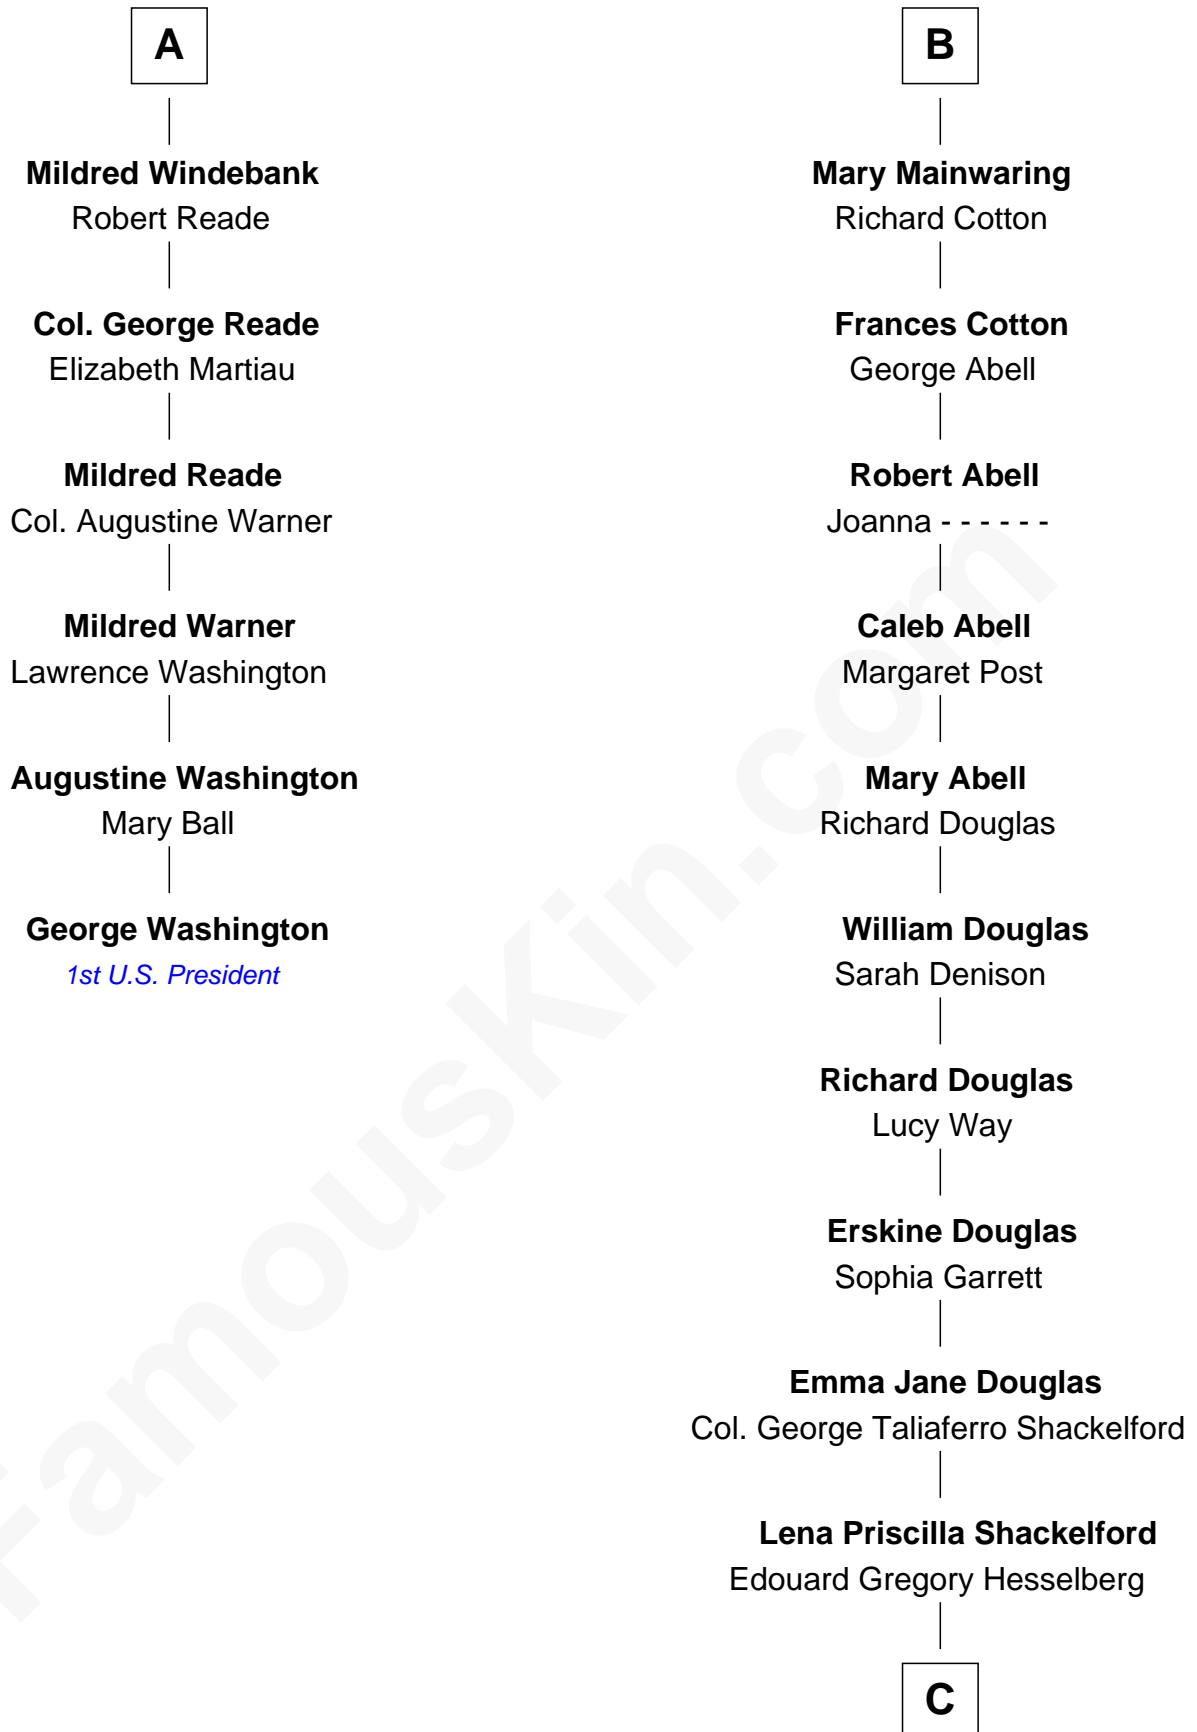 A
Mildred Windebank
Robert Reade
Col. George Reade
Elizabeth Martiau
Mildred Reade
Col. Augustine Warner
Mildred Warner
Lawrence Washington
Augustine Washington
Mary Ball
George Washington
1st U.S. President
B
Mary Mainwaring
Richard Cotton
Frances Cotton
George Abell
Robert Abell
Joanna - - - - - -
Caleb Abell
Margaret Post
Mary Abell
Richard Douglas
William Douglas
Sarah Denison
Richard Douglas
Lucy Way
Erskine Douglas
Sophia Garrett
Emma Jane Douglas
Col. George Taliaferro Shackelford
Lena Priscilla Shackelford
Edouard Gregory Hesselberg
C
FamousKin.com